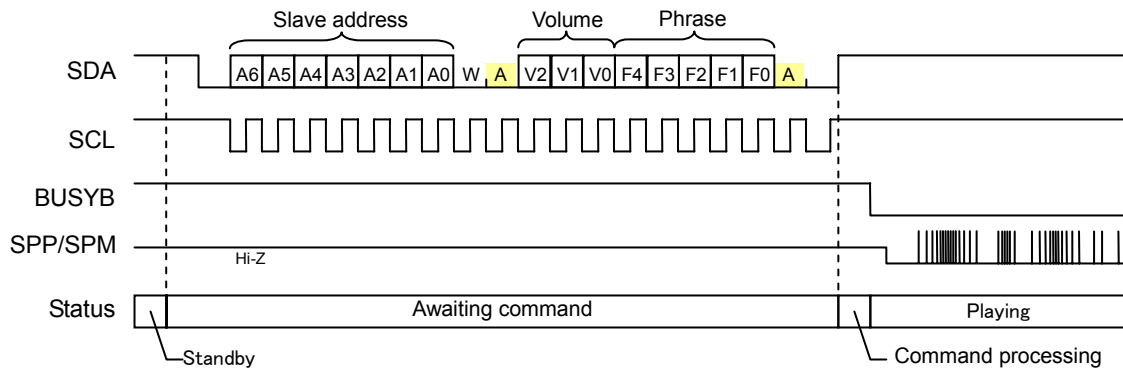 Slave address Volume Phrase
SDA A6 A5 A4 A3 A2 A1 A0 W A V2 V1 V0 F4 F3 F2 F1 F0 A
SCL
BUSYB
SPP/SPM
Hi-Z
Status Awaiting command Playing
Standby Command processing